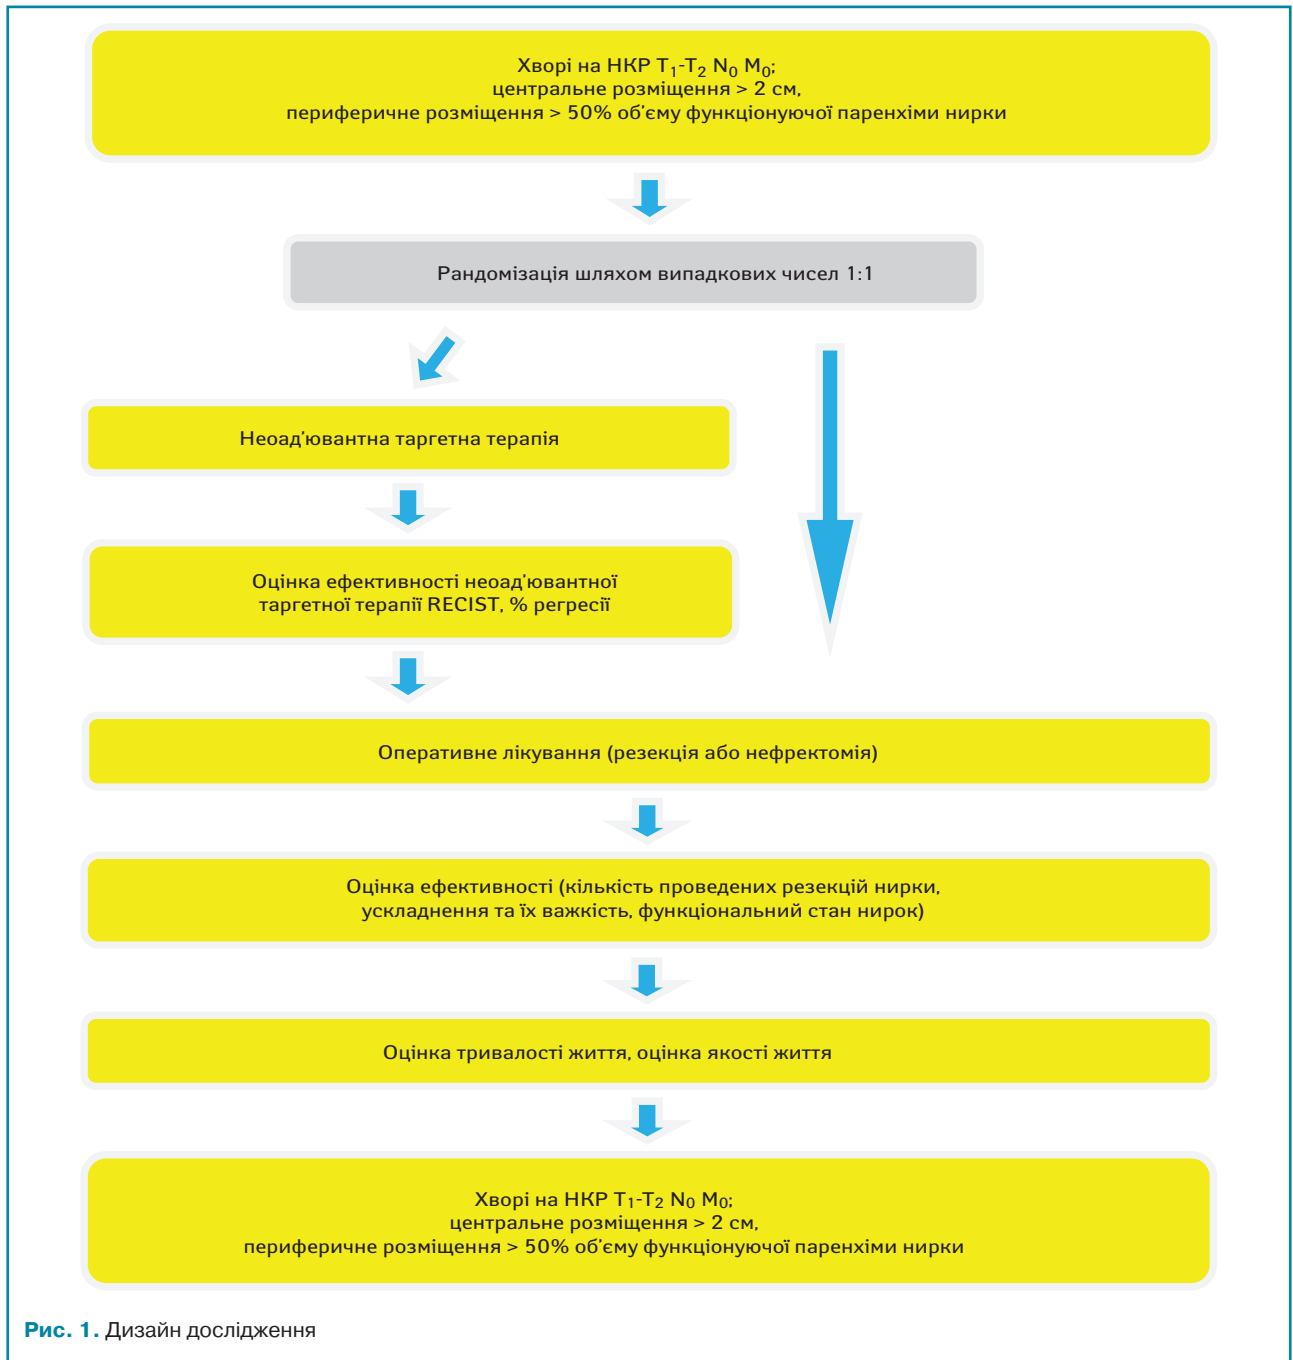 Хворі на НКР T₁-T₂ N₀ M₀;
центральне розміщення > 2 см,
периферичне розміщення > 50% об’єму функціонуючої паренхіми нирки
Рандомізація шляхом випадкових чисел 1:1
Неоад’ювантна таргетна терапія
Оцінка ефективності неоад’ювантної
таргетної терапії RECIST, % регресії
Оперативне лікування (резекція або нефректомія)
Оцінка ефективності (кількість проведених резекцій нирки,
ускладнення та їх важкість, функціональний стан нирок)
Оцінка тривалості життя, оцінка якості життя
Хворі на НКР T₁-T₂ N₀ M₀;
центральне розміщення > 2 см,
периферичне розміщення > 50% об’єму функціонуючої паренхіми нирки
Рис. 1. Дизайн дослідження